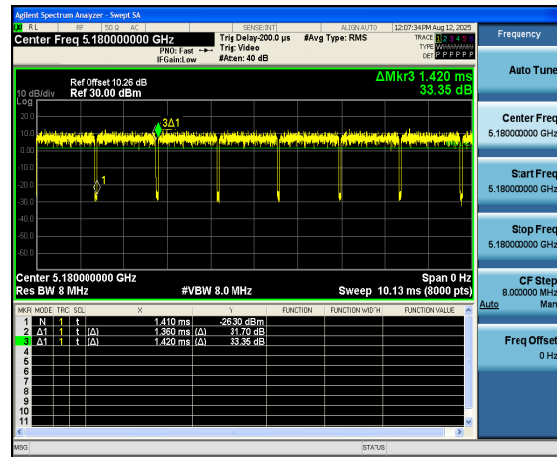 Agilent Spectrum Analyzer - Swept SA
RL RF 50 Ω AC SENSE:INT ALIGN AUTO 12:07:34 PM Aug 12, 2025
Center Freq 5.180000000 GHz Trig Delay-200.0 µs #Avg Type: RMS TRACE 1 2 3 4 5 6
PNO: Fast Trig: Video TYPE WWWWWW
IFGain:Low #Atten: 40 dB DET P P P P P P
ΔMkr3 1.420 ms
33.35 dB
Ref Offset 10.26 dB
10 dB/div Ref 30.00 dBm
Log
20.0
10.0
0.00
-10.0
-20.0
-30.0
-40.0
-50.0
-60.0
3Δ1
1
Center 5.180000000 GHz Span 0 Hz
Res BW 8 MHz #VBW 8.0 MHz Sweep 10.13 ms (8000 pts)
MKR MODE TRC SCL X Y FUNCTION FUNCTION WIDTH FUNCTION VALUE
1 N 1 t 1.410 ms -26.30 dBm
2 Δ1 1 t (Δ) 1.360 ms (Δ) 31.70 dB
3 Δ1 1 t (Δ) 1.420 ms (Δ) 33.35 dB
4
5
6
7
8
9
10
11
MSG STATUS
Frequency
Auto Tune
Center Freq
5.180000000 GHz
Start Freq
5.180000000 GHz
Stop Freq
5.180000000 GHz
CF Step
8.000000 MHz
Auto Man
Freq Offset
0 Hz